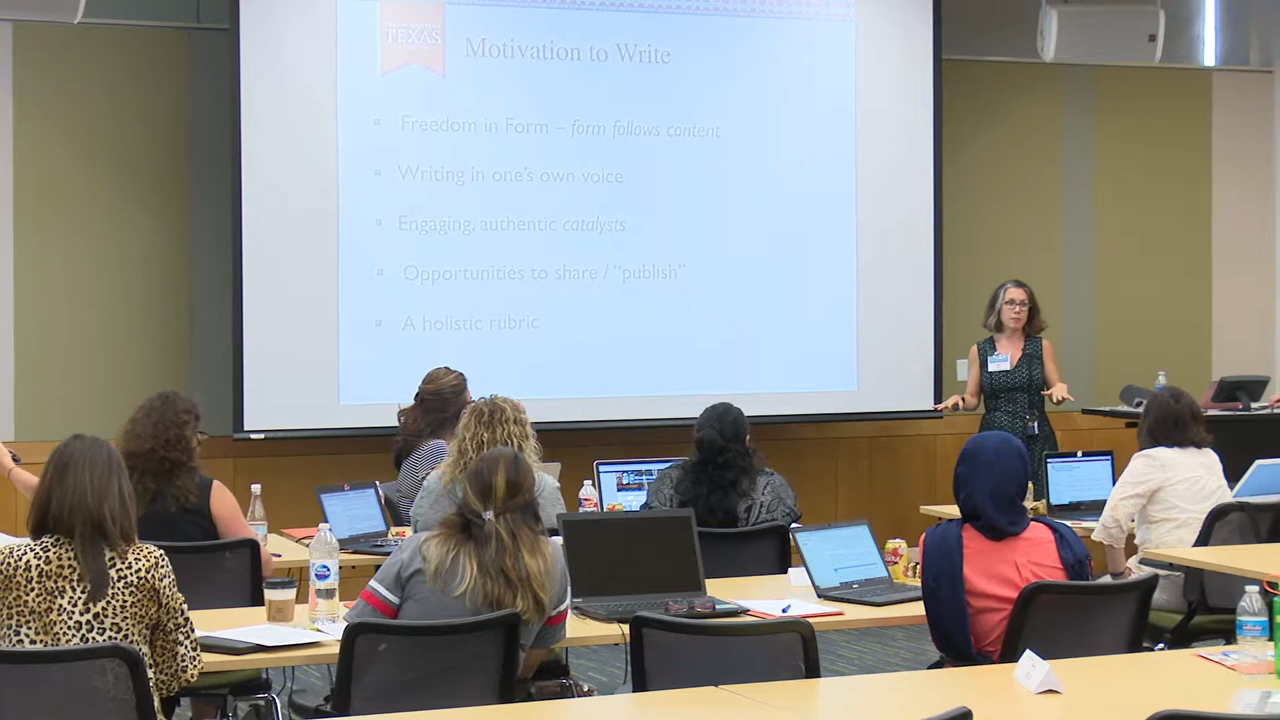 TEXAS
Motivation to Write
Freedom in Form – form follows content
Writing in one's own voice
Engaging, authentic catalysts
Opportunities to share / "publish"
A holistic rubric